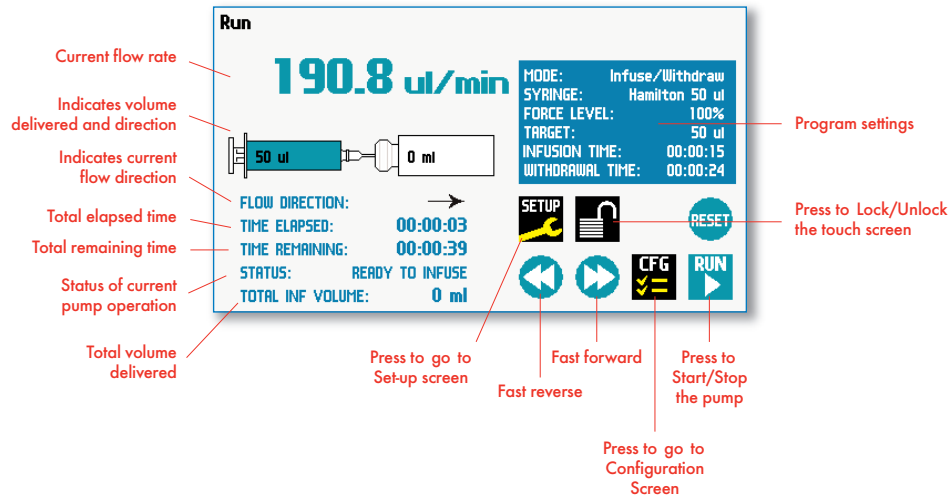 Run
Current flow rate
190.8 ul/min
MODE: Infuse/Withdraw
SYRINGE: Hamilton 50 ul
FORCE LEVEL: 100%
TARGET: 50 ul
INFUSION TIME: 00:00:15
WITHDRAWAL TIME: 00:00:24
Program settings
Indicates volume
delivered and direction
50 ul
0 ml
Indicates current
flow direction
FLOW DIRECTION:
Total elapsed time
TIME ELAPSED: 00:00:03
Total remaining time
TIME REMAINING: 00:00:39
Status of current
pump operation
STATUS: READY TO INFUSE
TOTAL INF VOLUME: 0 ml
Total volume
delivered
SETUP
RESET
Press to Lock/Unlock
the touch screen
CFG
RUN
Press to go to
Set-up screen
Fast reverse
Fast forward
Press to
Start/Stop
the pump
Press to go to
Configuration
Screen